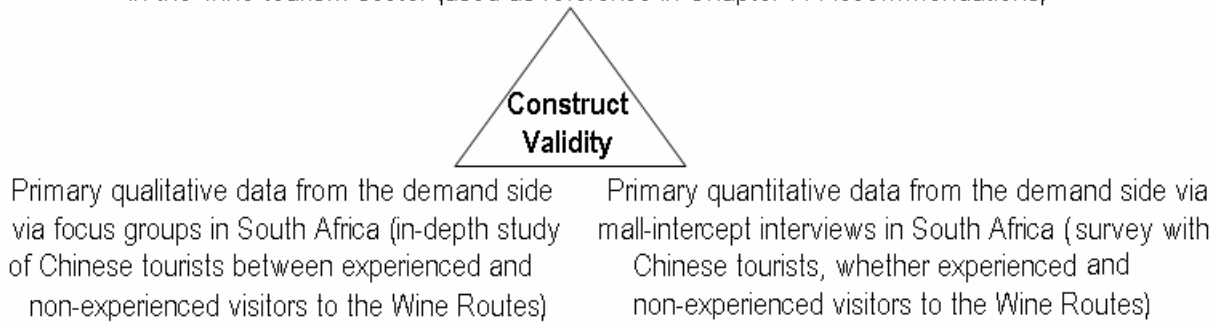 Construct
Validity
Primary qualitative data from the demand side
via focus groups in South Africa (in-depth study
of Chinese tourists between experienced and
non-experienced visitors to the Wine Routes)
Primary quantitative data from the demand side via
mall-intercept interviews in South Africa (survey with
Chinese tourists, whether experienced and
non-experienced visitors to the Wine Routes)